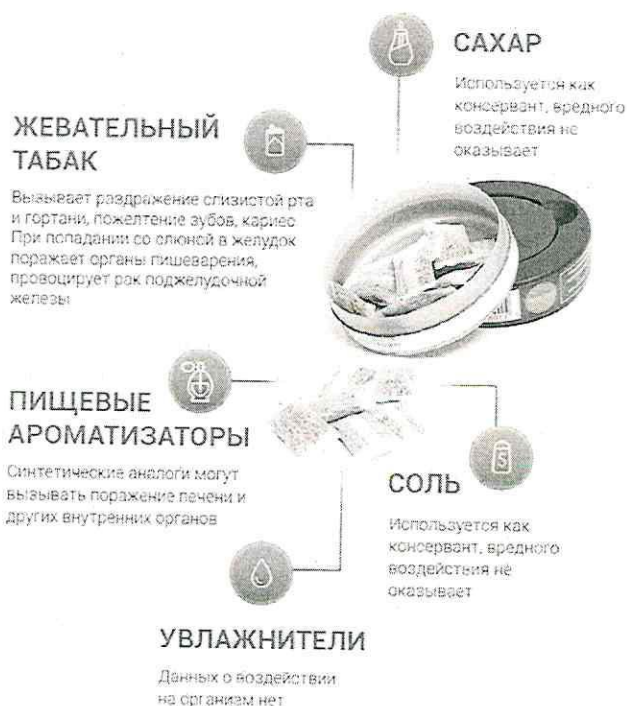 САХАР
Используется как
консервант, вредного
воздействия не
оказывает
ЖЕВАТЕЛЬНЫЙ
ТАБАК
Вызывает раздражение слизистой рта
и гортани, пожелтение зубов, кариес
При попадании со слюной в желудок
поражает органы пищеварения,
провоцирует рак поджелудочной
железы
ПИЩЕВЫЕ
АРОМАТИЗАТОРЫ
Синтетические аналоги могут
вызывать поражение печени и
других внутренних органов
S
СОЛЬ
Используется как
консервант, вредного
воздействия не
оказывает
УВЛАЖНИТЕЛИ
Данных о воздействии
на организм нет